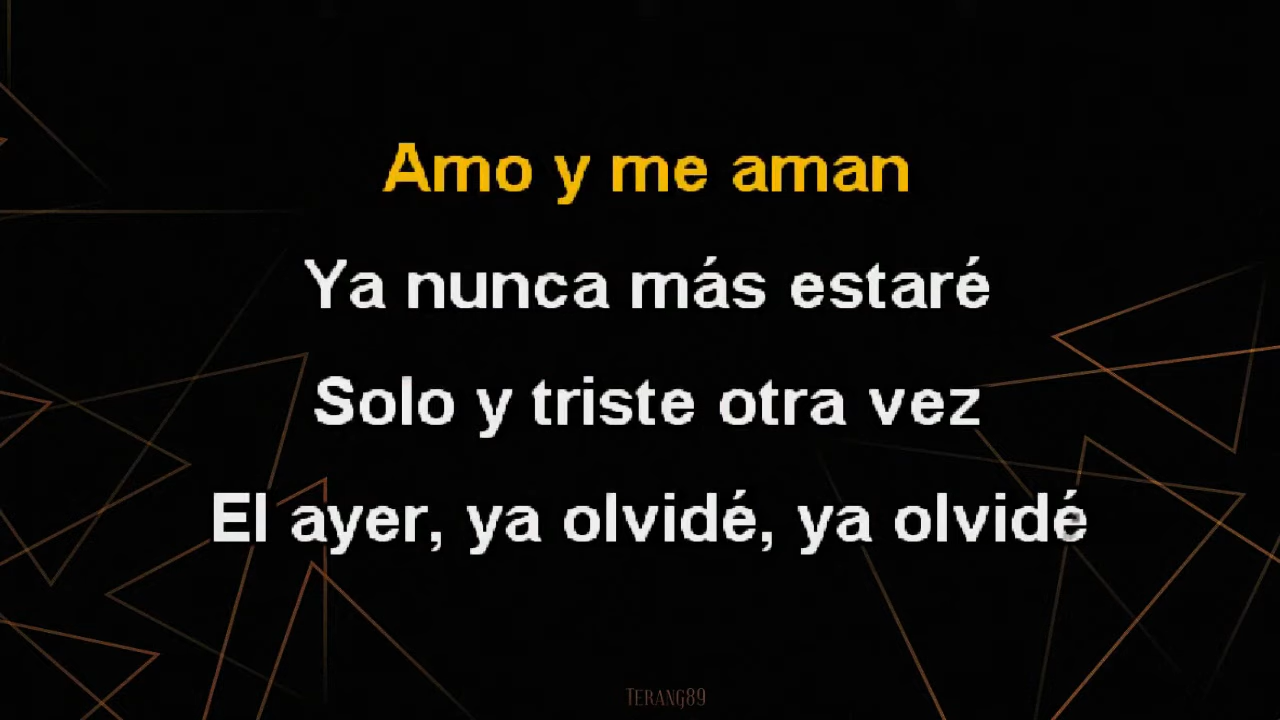 Amo y me aman
Ya nunca más estaré
Solo y triste otra vez
El ayer, ya olvidé, ya olvidé
Terang89